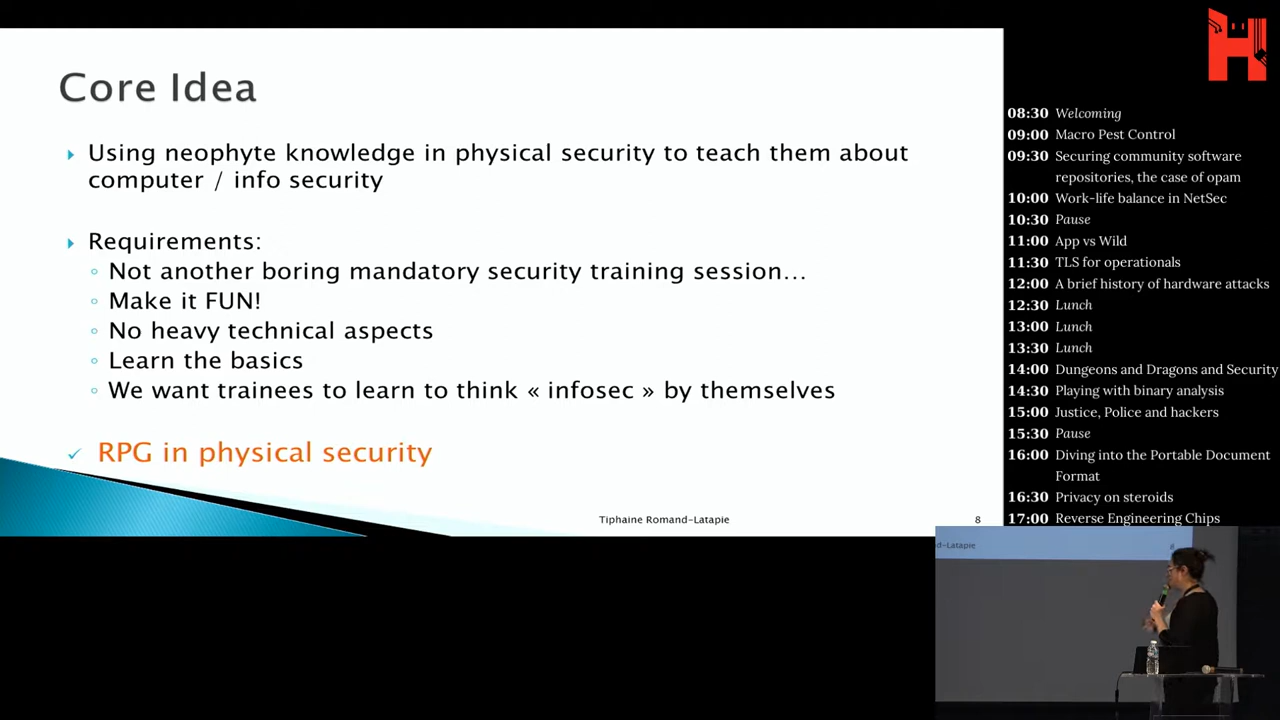 Core Idea
Using neophyte knowledge in physical security to teach them about
computer / info security
Requirements:
Not another boring mandatory security training session…
Make it FUN!
No heavy technical aspects
Learn the basics
We want trainees to learn to think « infosec » by themselves
RPG in physical security
Tiphaine Romand-Latapie
8
08:30 Welcoming
09:00 Macro Pest Control
09:30 Securing community software
repositories, the case of opam
10:00 Work-life balance in NetSec
10:30 Pause
11:00 App vs Wild
11:30 TLS for operationals
12:00 A brief history of hardware attacks
12:30 Lunch
13:00 Lunch
13:30 Lunch
14:00 Dungeons and Dragons and Security
14:30 Playing with binary analysis
15:00 Justice, Police and hackers
15:30 Pause
16:00 Diving into the Portable Document
Format
16:30 Privacy on steroids
17:00 Reverse Engineering Chips
d-Latapie
8